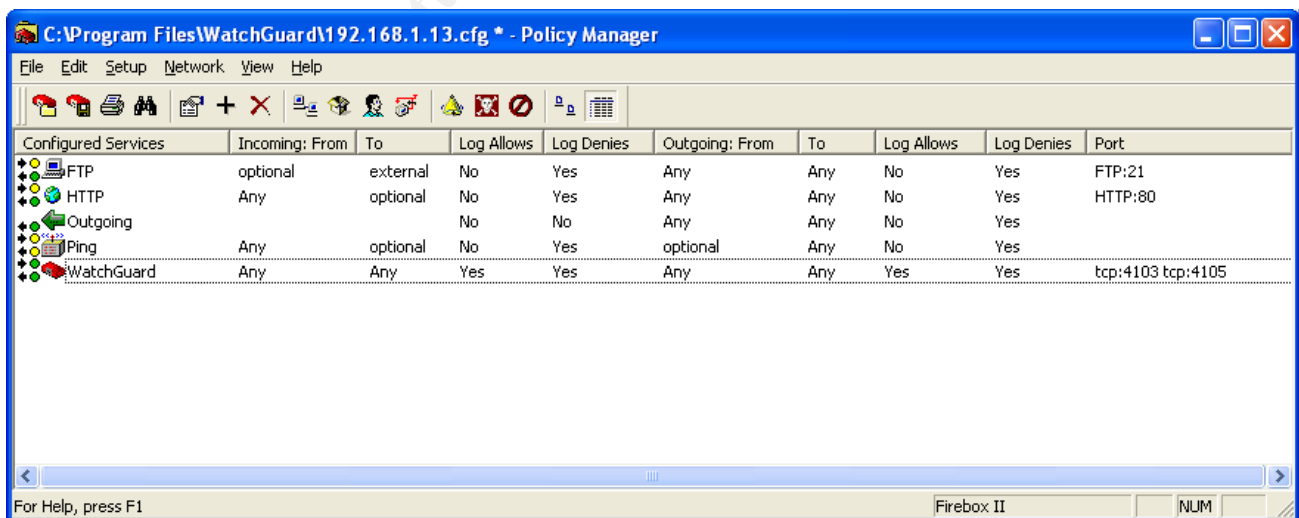 C:\Program Files\WatchGuard\192.168.1.13.cfg * - Policy Manager
File Edit Setup Network View Help
Configured Services Incoming: From To Log Allows Log Denies Outgoing: From To Log Allows Log Denies Port
FTP optional external No Yes Any Any No Yes FTP:21
HTTP Any optional No Yes Any Any No Yes HTTP:80
Outgoing No No Any Any No Yes
Ping Any optional No Yes optional Any No Yes
WatchGuard Any Any Yes Yes Any Any Yes Yes tcp:4103 tcp:4105
For Help, press F1 Firebox II NUM